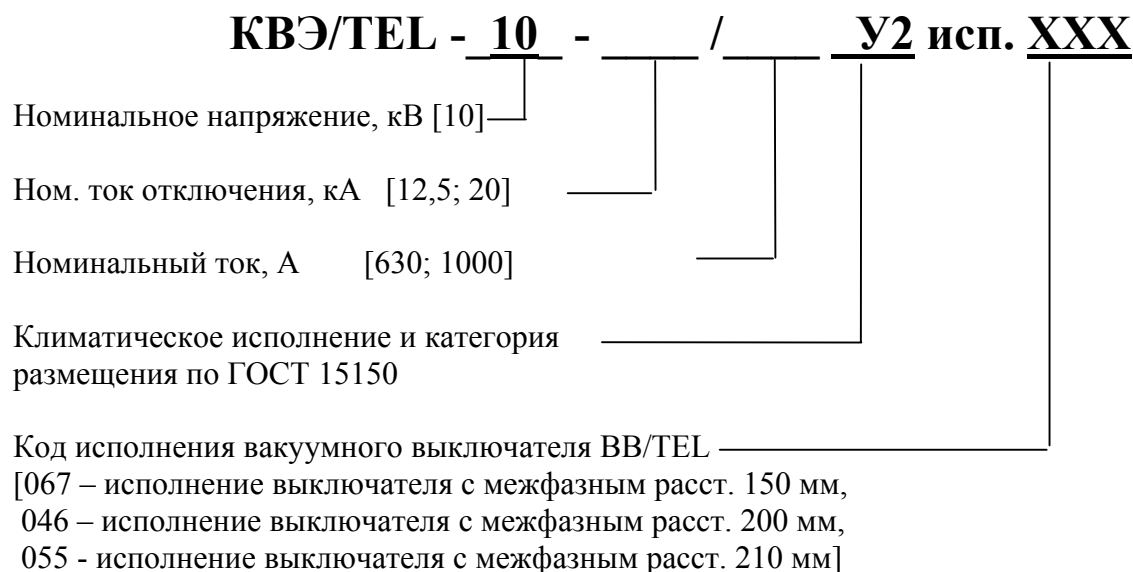 КВЭ/TEL - 10 - ____ /____ У2 исп. XXX
Номинальное напряжение, кВ [10]
Ном. ток отключения, кА [12,5; 20]
Номинальный ток, А [630; 1000]
Климатическое исполнение и категория
размещения по ГОСТ 15150
Код исполнения вакуумного выключателя ВВ/TEL
[067 – исполнение выключателя с межфазным расст. 150 мм,
046 – исполнение выключателя с межфазным расст. 200 мм,
055 - исполнение выключателя с межфазным расст. 210 мм]